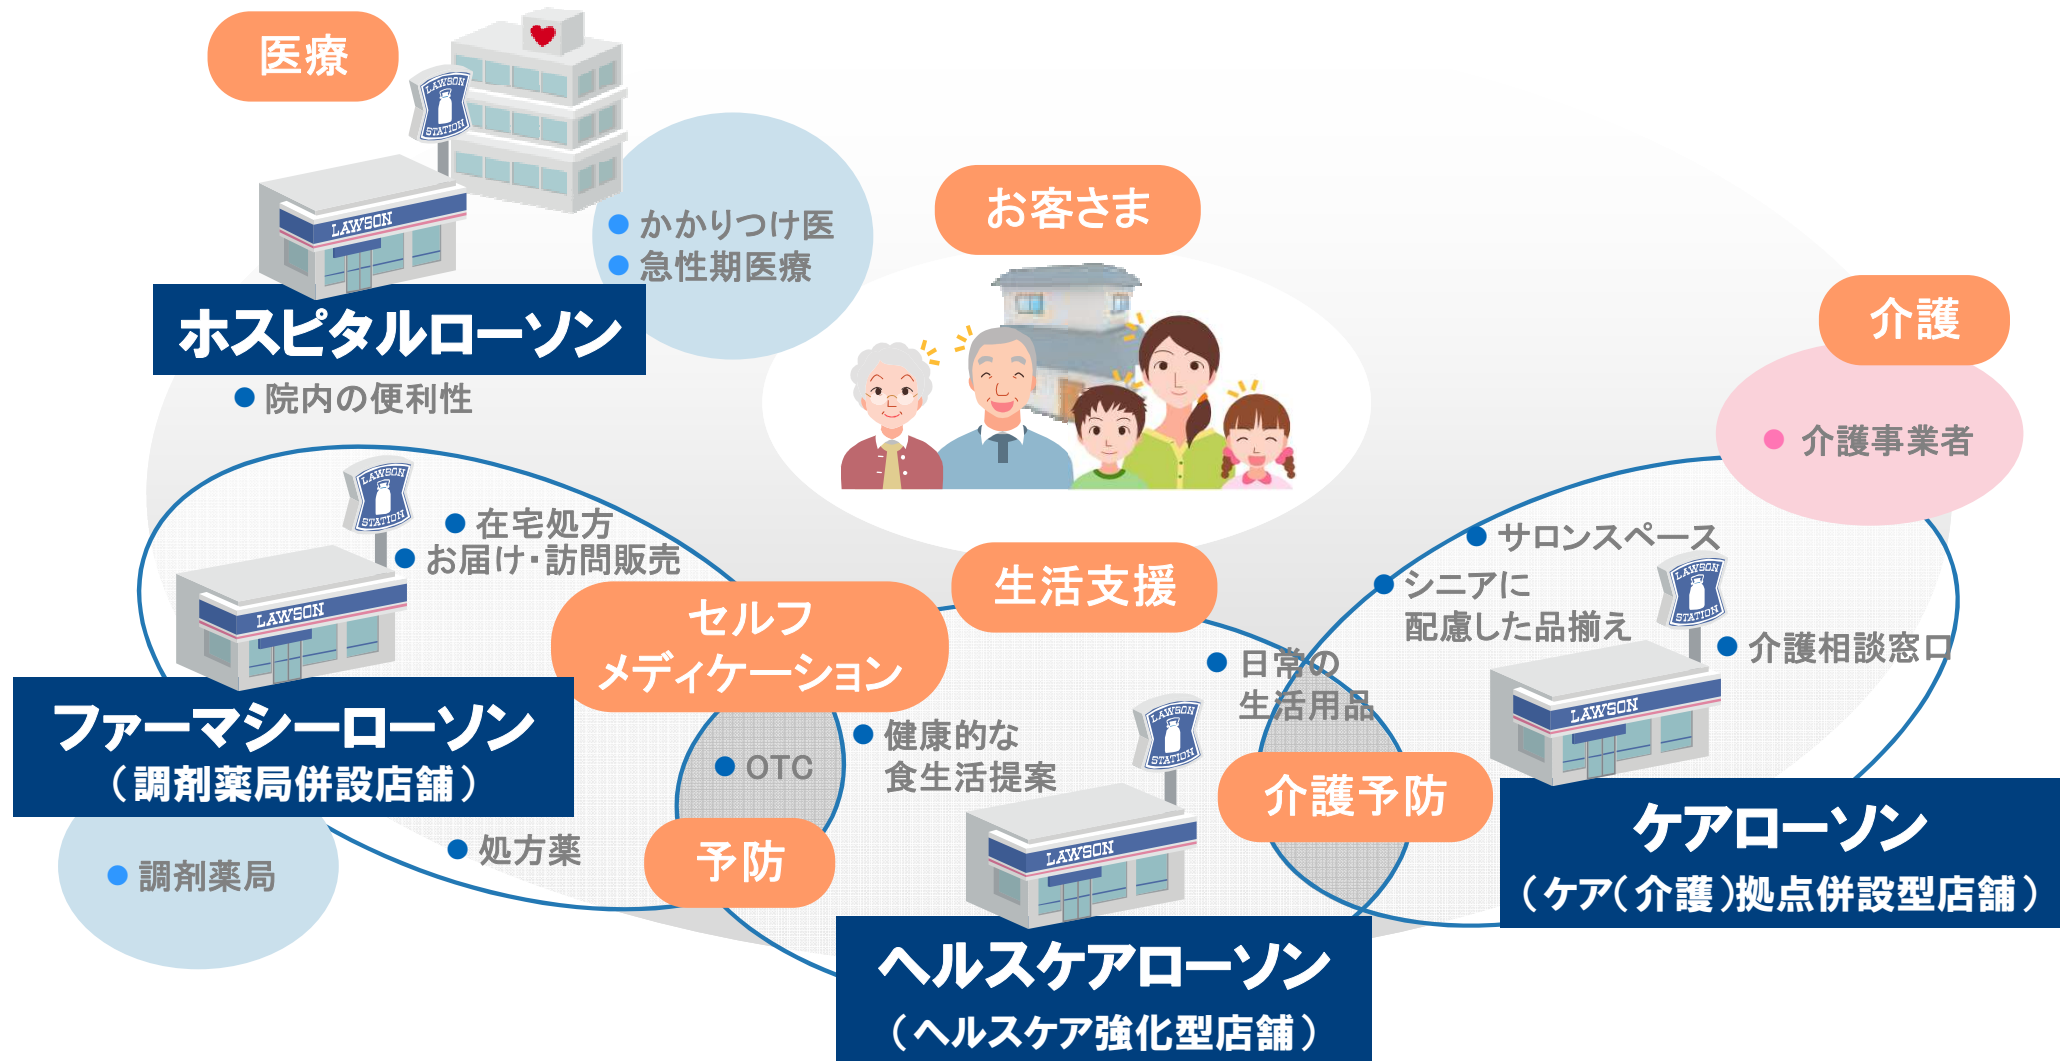 医療
LAWSON
STATION
LAWSON
かかりつけ医
急性期医療
ホスピタルローソン
院内の便利性
お客さま
介護
介護事業者
LAWSON
STATION
在宅処方
お届け・訪問販売
LAWSON
セルフ
メディケーション
ファーマシーローソン
（調剤薬局併設店舗）
OTC
処方薬
調剤薬局
予防
生活支援
日常の
生活用品
健康的な
食生活提案
LAWSON
STATION
LAWSON
ヘルスケアローソン
（ヘルスケア強化型店舗）
介護予防
サロンスペース
シニアに
配慮した品揃え
LAWSON
STATION
介護相談窓口
LAWSON
ケアローソン
（ケア（介護）拠点併設型店舗）